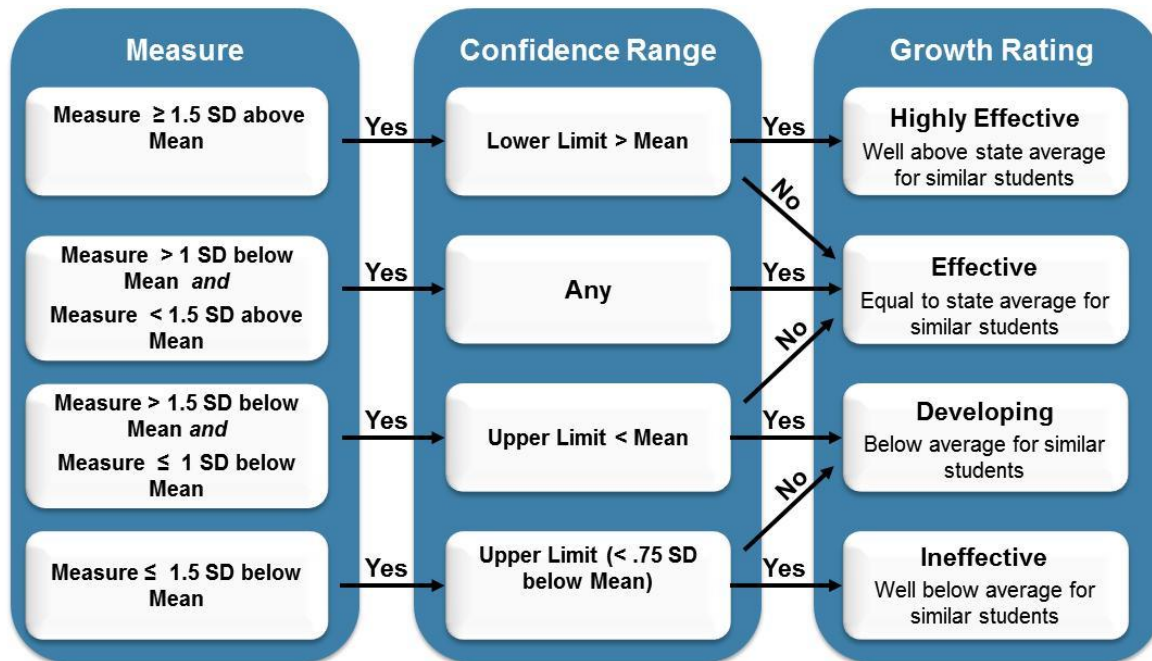 Measure
Confidence Range
Growth Rating
Measure ≥ 1.5 SD above
Mean
Yes
Lower Limit > Mean
Yes
Highly Effective
Well above state average
for similar students
No
Measure > 1 SD below
Mean and
Measure < 1.5 SD above
Mean
Yes
Any
Yes
Effective
Equal to state average for
similar students
No
Measure > 1.5 SD below
Mean and
Measure ≤ 1 SD below
Mean
Yes
Upper Limit < Mean
Yes
Developing
Below average for similar
students
No
Measure ≤ 1.5 SD below
Mean
Yes
Upper Limit (< .75 SD
below Mean)
Yes
Ineffective
Well below average for
similar students